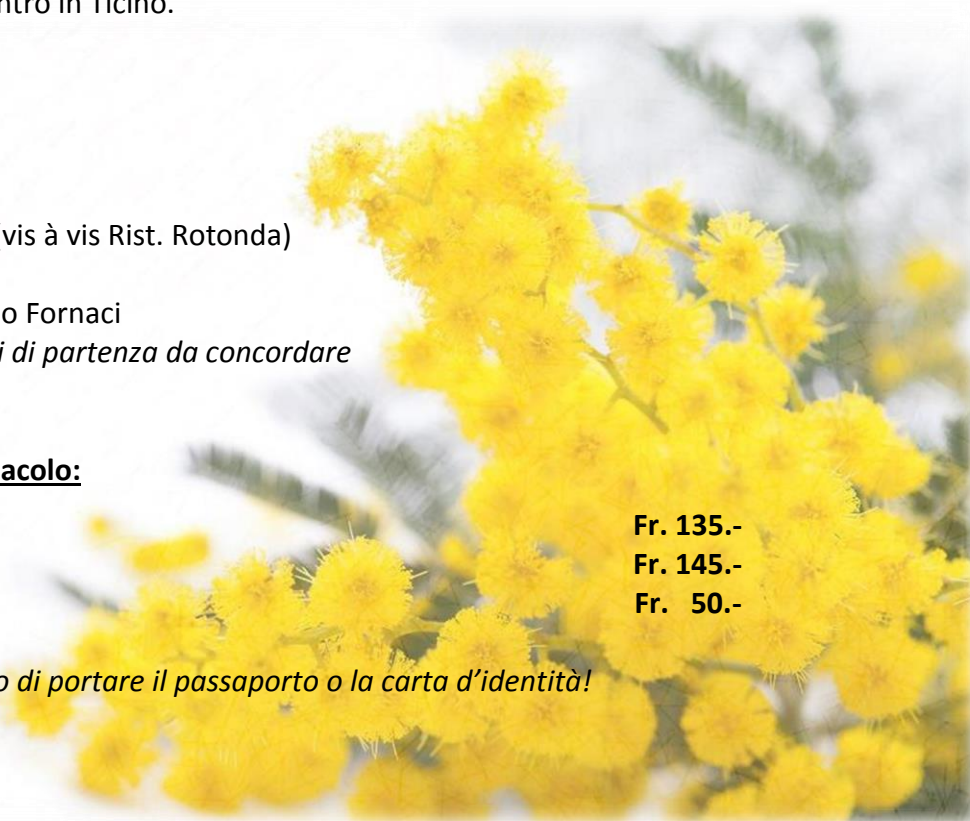 ntro in Ticino.
(vis à vis Rist. Rotonda)
o Fornaci
i di partenza da concordare
acolo:
Fr. 135.-
Fr. 145.-
Fr. 50.-
o di portare il passaporto o la carta d’identità!